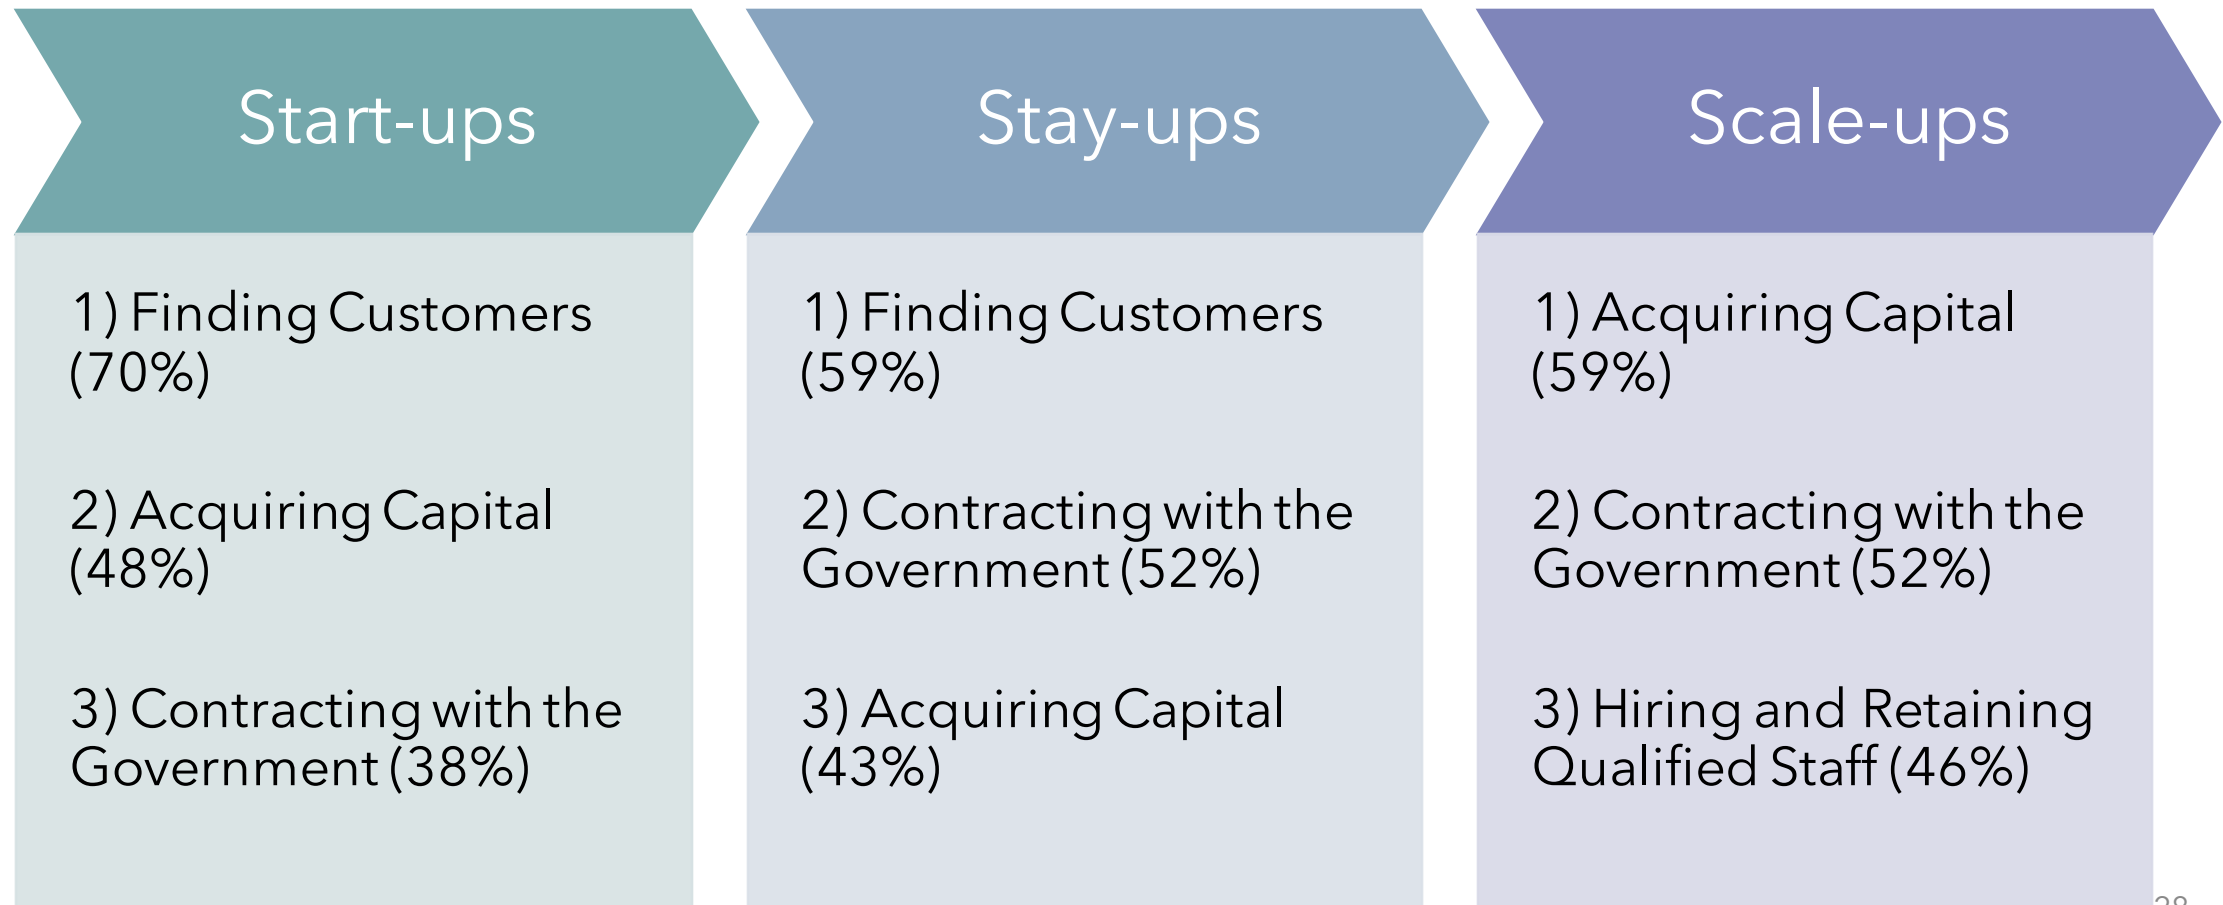 Start-ups
1) Finding Customers
(70%)
2) Acquiring Capital
(48%)
3) Contracting with the
Government (38%)
Stay-ups
1) Finding Customers
(59%)
2) Contracting with the
Government (52%)
3) Acquiring Capital
(43%)
Scale-ups
1) Acquiring Capital
(59%)
2) Contracting with the
Government (52%)
3) Hiring and Retaining
Qualified Staff (46%)